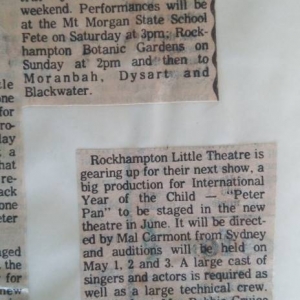 weekend. Performances will be
at the Mt Morgan State School
Fete on Saturday at 3pm; Rock-
hampton Botanic Gardens on
Sunday at 2pm and then to
Moranbah, Dysart and
Blackwater.
Rockhampton Little Theatre is
gearing up for their next show, a
big production for International
Year of the Child — “Peter
Pan” to be staged in the new
theatre in June. It will be direct-
ed by Mal Carmont from Sydney
and auditions will be held on
May 1, 2 and 3. A large cast of
singers and actors is required as
well as a large technical crew.